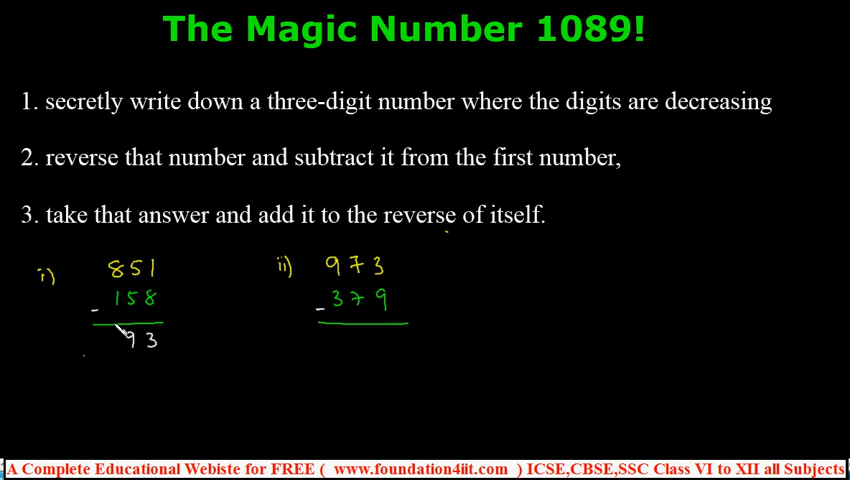 The Magic Number 1089!
1. secretly write down a three-digit number where the digits are decreasing
2. reverse that number and subtract it from the first number,
3. take that answer and add it to the reverse of itself.
i) 851 ii) 973
- 158 - 379
93
A Complete Educational Webiste for FREE ( www.foundation4iit.com ) ICSE,CBSE,SSC Class VI to XII all Subjects